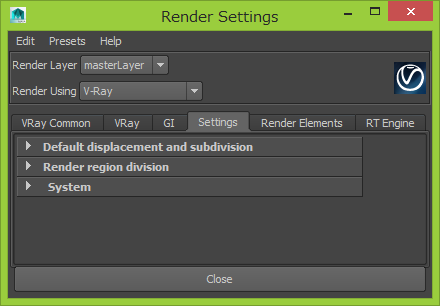 Render Settings
Edit Presets Help
Render Layer masterLayer
Render Using V-Ray
VRay Common VRay GI Settings Render Elements RT Engine
Default displacement and subdivision
Render region division
System
Close